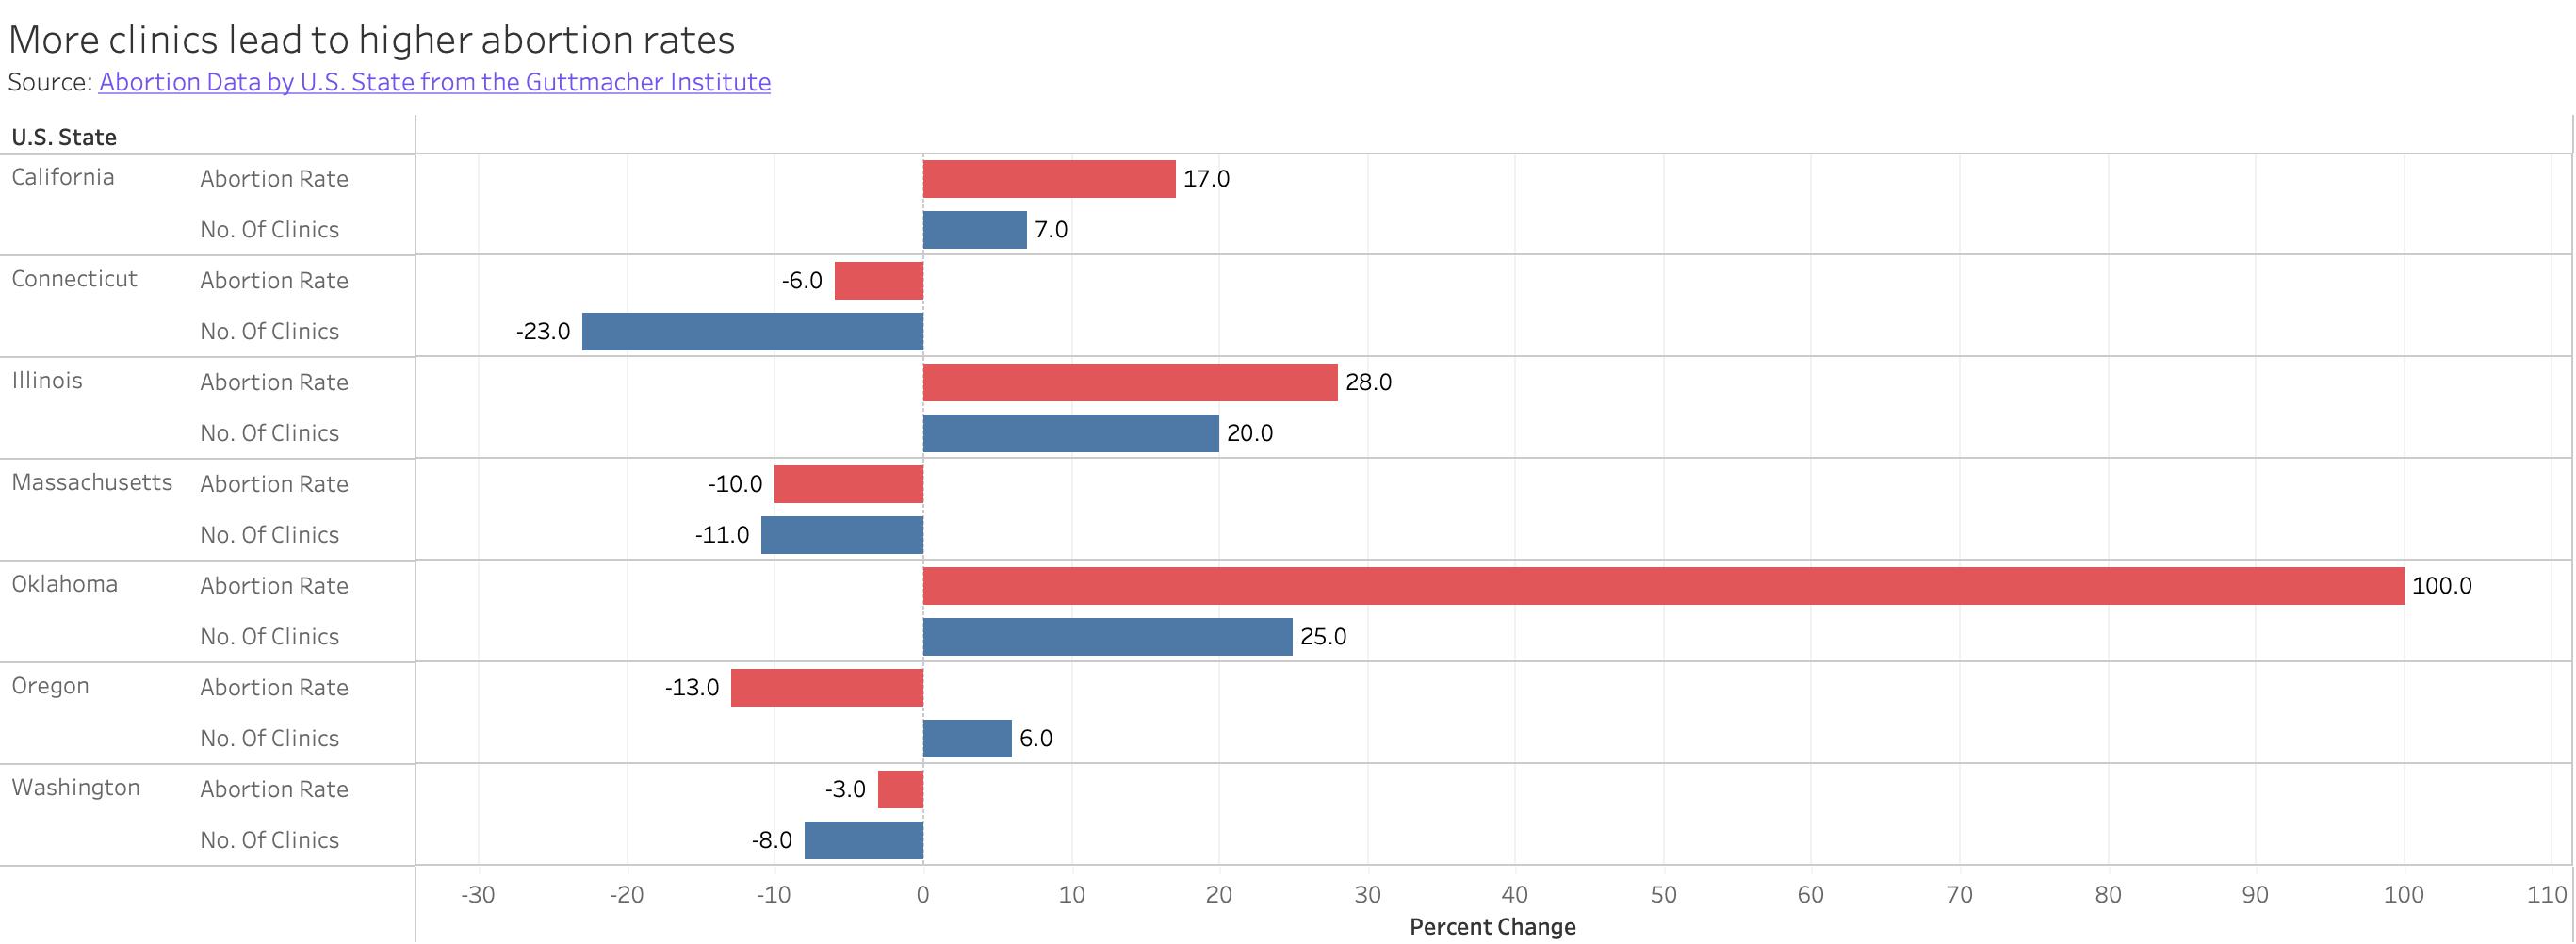 More clinics lead to higher abortion rates
Source: Abortion Data by U.S. State from the Guttmacher Institute
U.S. State
California Abortion Rate 17.0
No. Of Clinics 7.0
Connecticut Abortion Rate -6.0
No. Of Clinics -23.0
Illinois Abortion Rate 28.0
No. Of Clinics 20.0
Massachusetts Abortion Rate -10.0
No. Of Clinics -11.0
Oklahoma Abortion Rate 100.0
No. Of Clinics 25.0
Oregon Abortion Rate -13.0
No. Of Clinics 6.0
Washington Abortion Rate -3.0
No. Of Clinics -8.0
-30 -20 -10 0 10 20 30 40 50 60 70 80 90 100 110
Percent Change